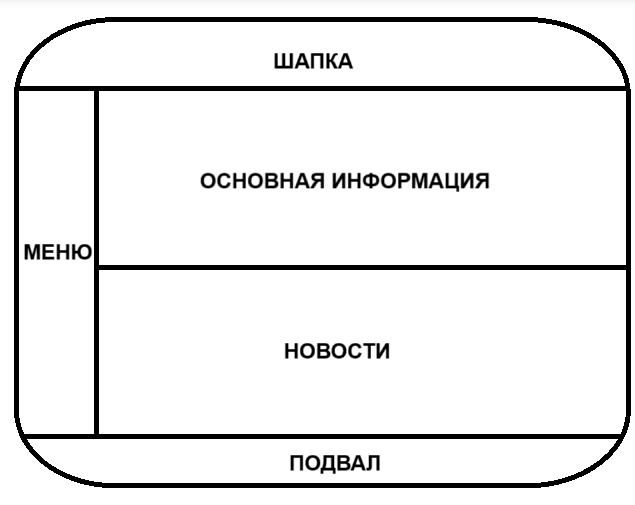 ШАПКА
ОСНОВНАЯ ИНФОРМАЦИЯ
МЕНЮ
НОВОСТИ
ПОДВАЛ